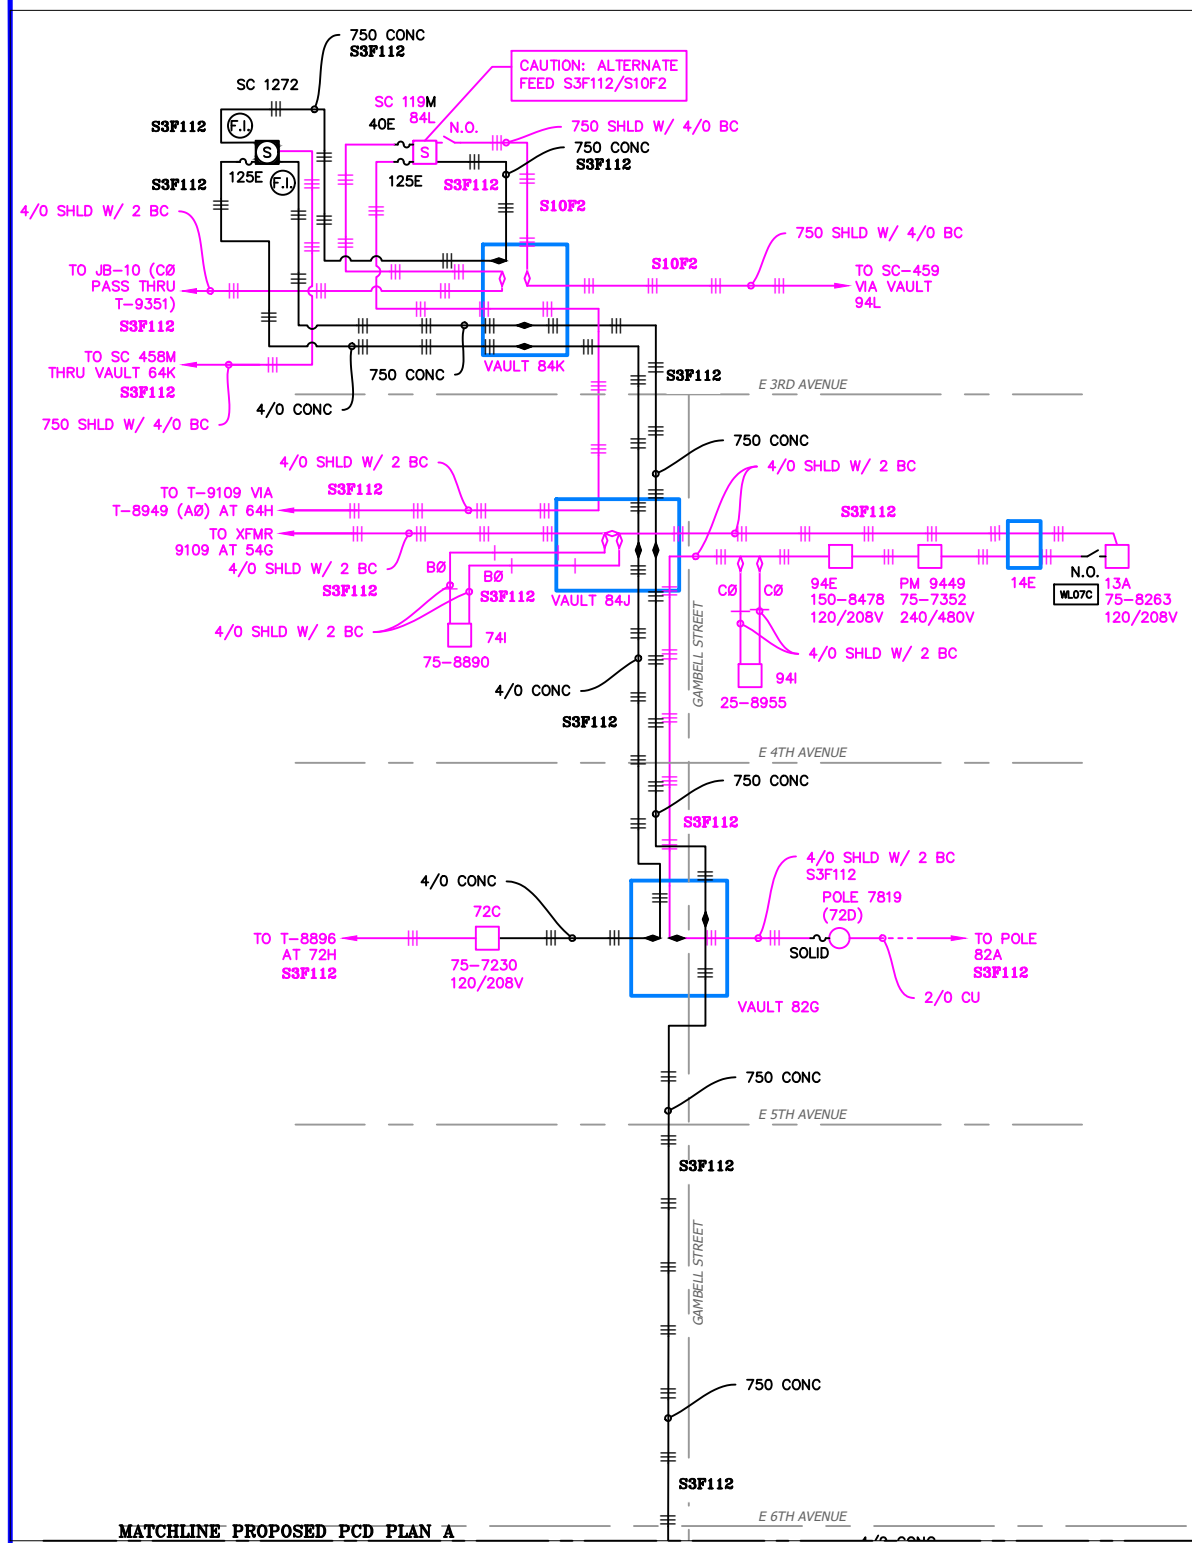 750 CONC
S3F112
CAUTION: ALTERNATE
FEED S3F112/S10F2
SC 1272
SC 119M
84L
40E
N.O.
S3F112
F.I.
S
S
750 SHLD W/ 4/0 BC
750 CONC
S3F112
S3F112
125E
F.I.
125E
S3F112
S10F2
4/0 SHLD W/ 2 BC
750 SHLD W/ 4/0 BC
TO JB-10 (CØ
PASS THRU
T-9351)
S3F112
S10F2
TO SC-459
VIA VAULT
94L
TO SC 458M
THRU VAULT 64K
S3F112
VAULT 84K
750 CONC
S3F112
E 3RD AVENUE
4/0 CONC
750 SHLD W/ 4/0 BC
750 CONC
4/0 SHLD W/ 2 BC
4/0 SHLD W/ 2 BC
TO T-9109 VIA
T-8949 (AØ) AT 64H
S3F112
S3F112
TO XFMR
9109 AT 54G
4/0 SHLD W/ 2 BC
S3F112
BØ
BØ
S3F112
VAULT 84J
CØ
CØ
94E
150-8478
120/208V
PM 9449
75-7352
240/480V
14E
N.O.
WL07C
13A
75-8263
120/208V
4/0 SHLD W/ 2 BC
74I
75-8890
4/0 SHLD W/ 2 BC
94I
25-8955
GAMBELL STREET
4/0 CONC
S3F112
E 4TH AVENUE
750 CONC
S3F112
4/0 SHLD W/ 2 BC
S3F112
4/0 CONC
POLE 7819
(72D)
72C
TO T-8896
AT 72H
S3F112
75-7230
120/208V
SOLID
TO POLE
82A
S3F112
2/0 CU
VAULT 82G
750 CONC
E 5TH AVENUE
S3F112
GAMBELL STREET
750 CONC
S3F112
E 6TH AVENUE
MATCHLINE PROPOSED PCD PLAN A
4/0 CONC